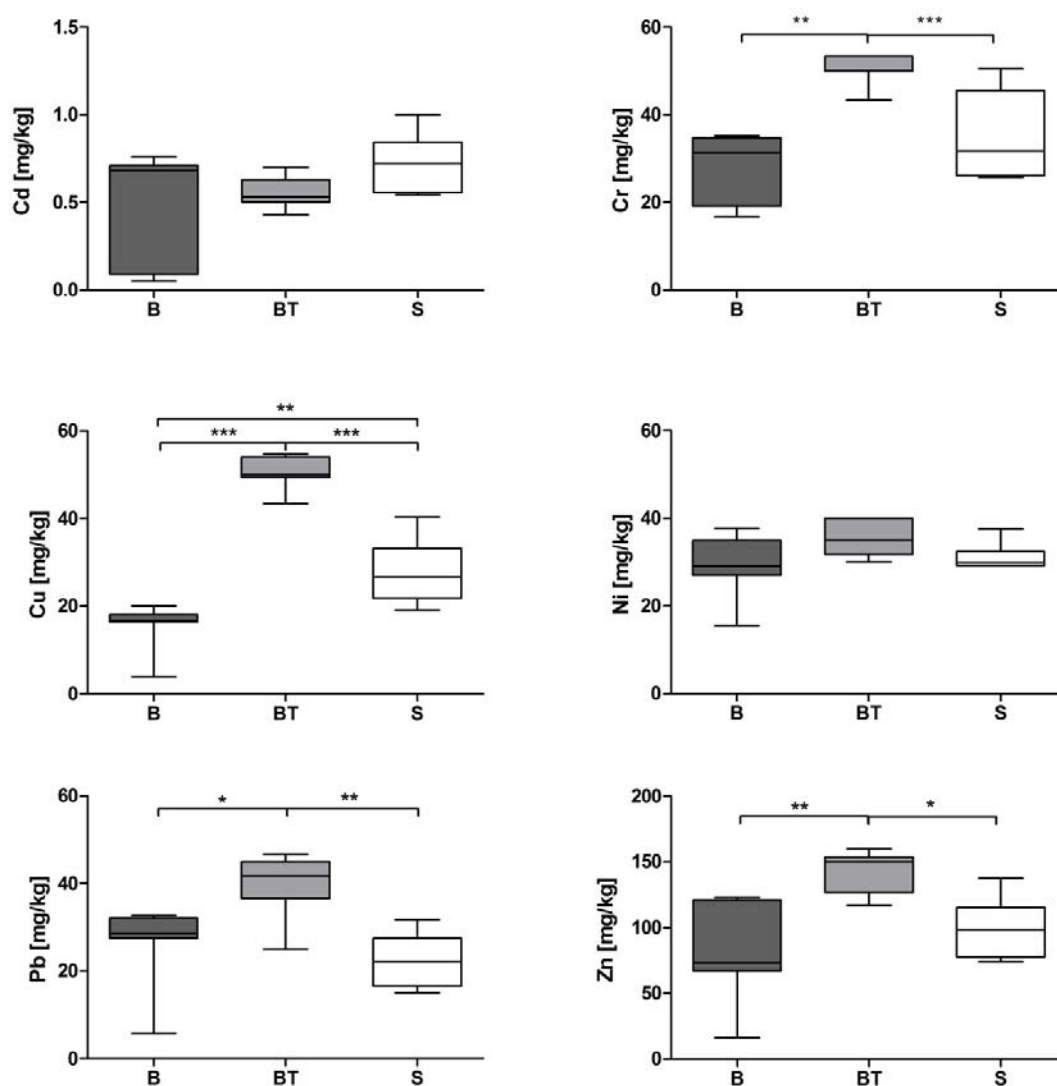 Cd [mg/kg]
1.5
1.0
0.5
0.0
B BT S
Cr [mg/kg]
60
40
20
0
** ***
B BT S
Cu [mg/kg]
60
40
20
0
**
*** ***
B BT S
Ni [mg/kg]
60
40
20
0
B BT S
Pb [mg/kg]
60
40
20
0
* **
B BT S
Zn [mg/kg]
200
150
100
50
0
** *
B BT S